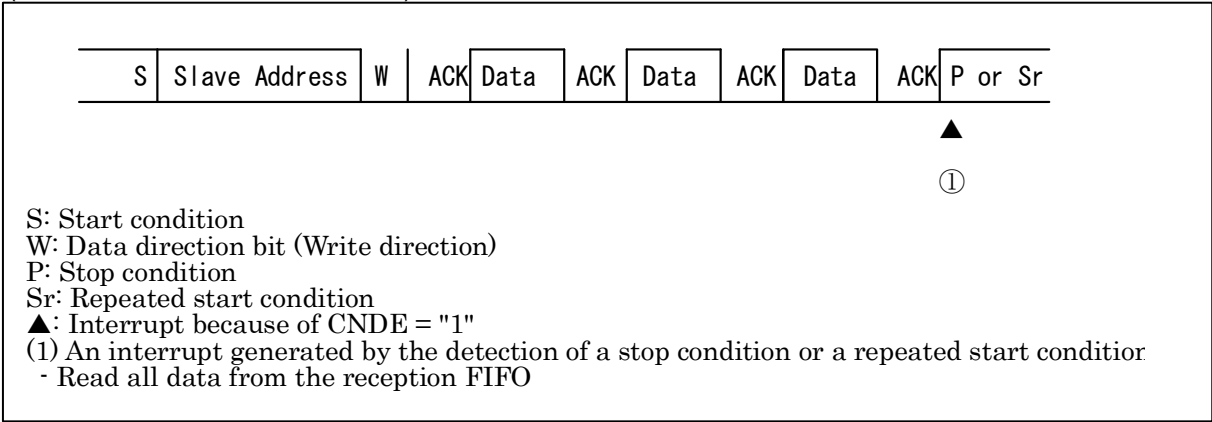 S Slave Address W ACK Data ACK Data ACK Data ACK P or Sr
▲
①
S: Start condition
W: Data direction bit (Write direction)
P: Stop condition
Sr: Repeated start condition
▲: Interrupt because of CNDE = "1"
(1) An interrupt generated by the detection of a stop condition or a repeated start condition
- Read all data from the reception FIFO